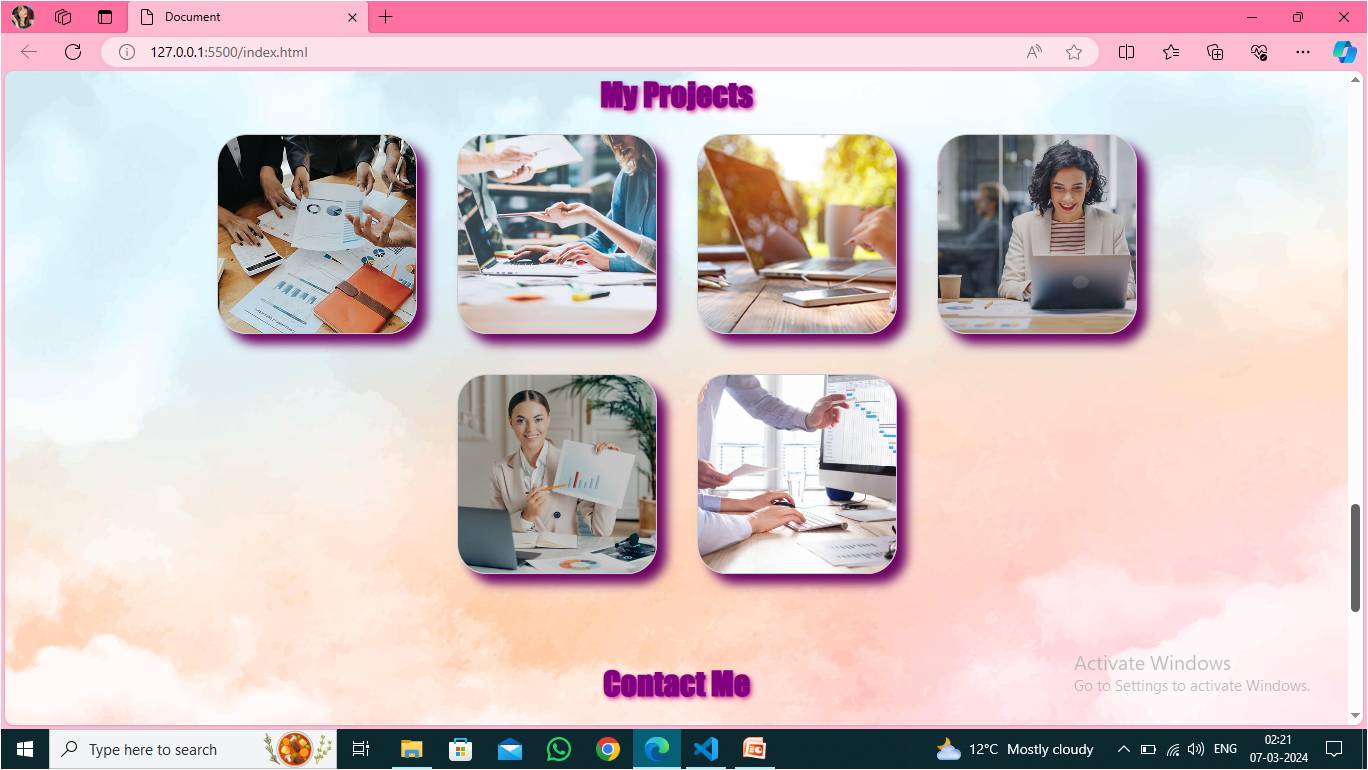 Document
127.0.0.1:5500/index.html
My Projects
Contact Me
Activate Windows
Go to Settings to activate Windows.
Type here to search
12°C Mostly cloudy
ENG
02:21
07-03-2024